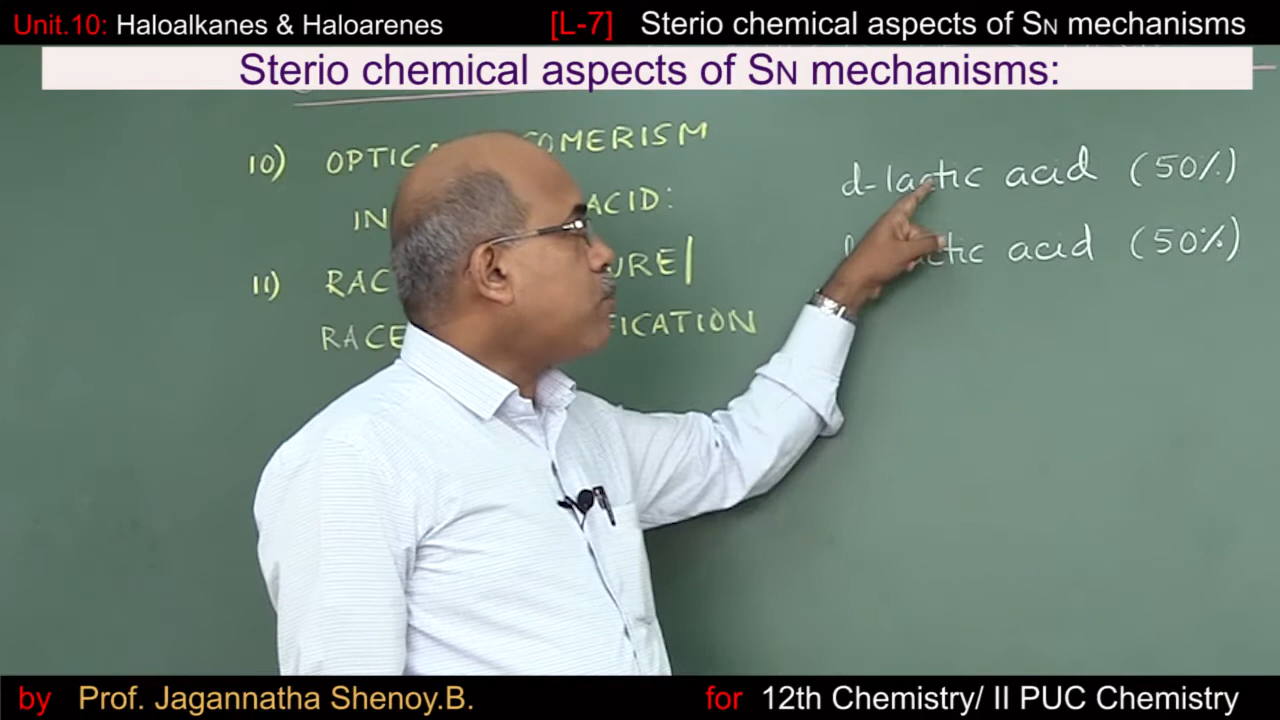 Unit.10: Haloalkanes & Haloarenes [L-7] Sterio chemical aspects of SN mechanisms
Sterio chemical aspects of SN mechanisms:
10) OPTICA OMERISM
IN ACID:
11) RAC URE/
RACE FICATION
d-lactic acid (50%)
l actic acid (50%)
by Prof. Jagannatha Shenoy.B. for 12th Chemistry/ II PUC Chemistry